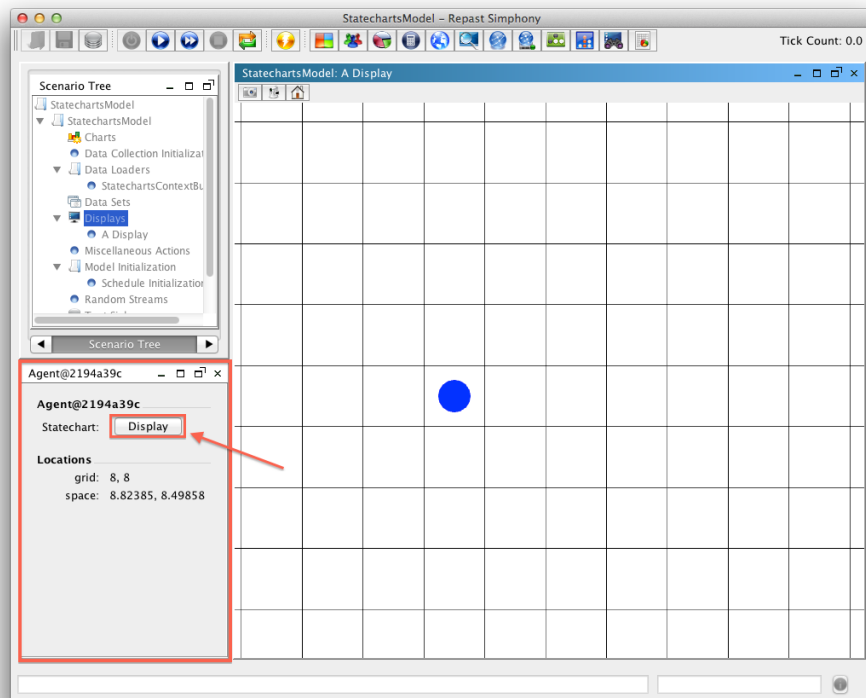 StatechartsModel – Repast Simphony
Tick Count: 0.0
Scenario Tree
StatechartsModel
StatechartsModel
Charts
Data Collection Initializat
Data Loaders
StatechartsContextBu
Data Sets
Displays
A Display
Miscellaneous Actions
Model Initialization
Schedule Initialization
Random Streams
Scenario Tree
StatechartsModel: A Display
Agent@2194a39c
Agent@2194a39c
Statechart: Display
Locations
grid: 8, 8
space: 8.82385, 8.49858